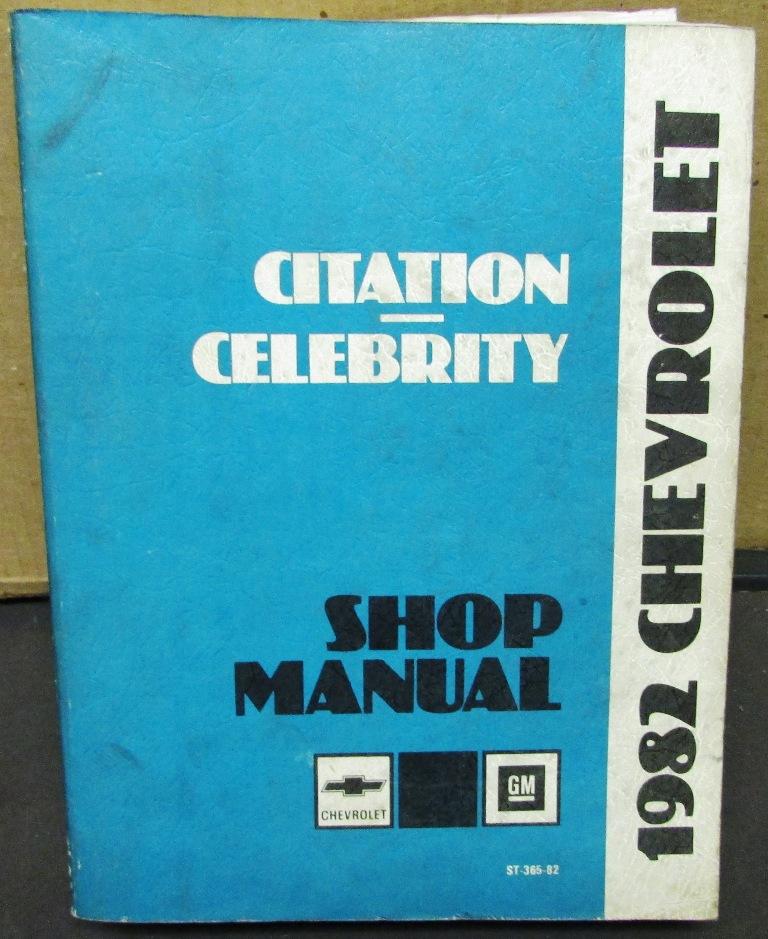 CITATION
CELEBRITY
SHOP
MANUAL
CHEVROLET
GM
ST-365-82
1982 CHEVROLET